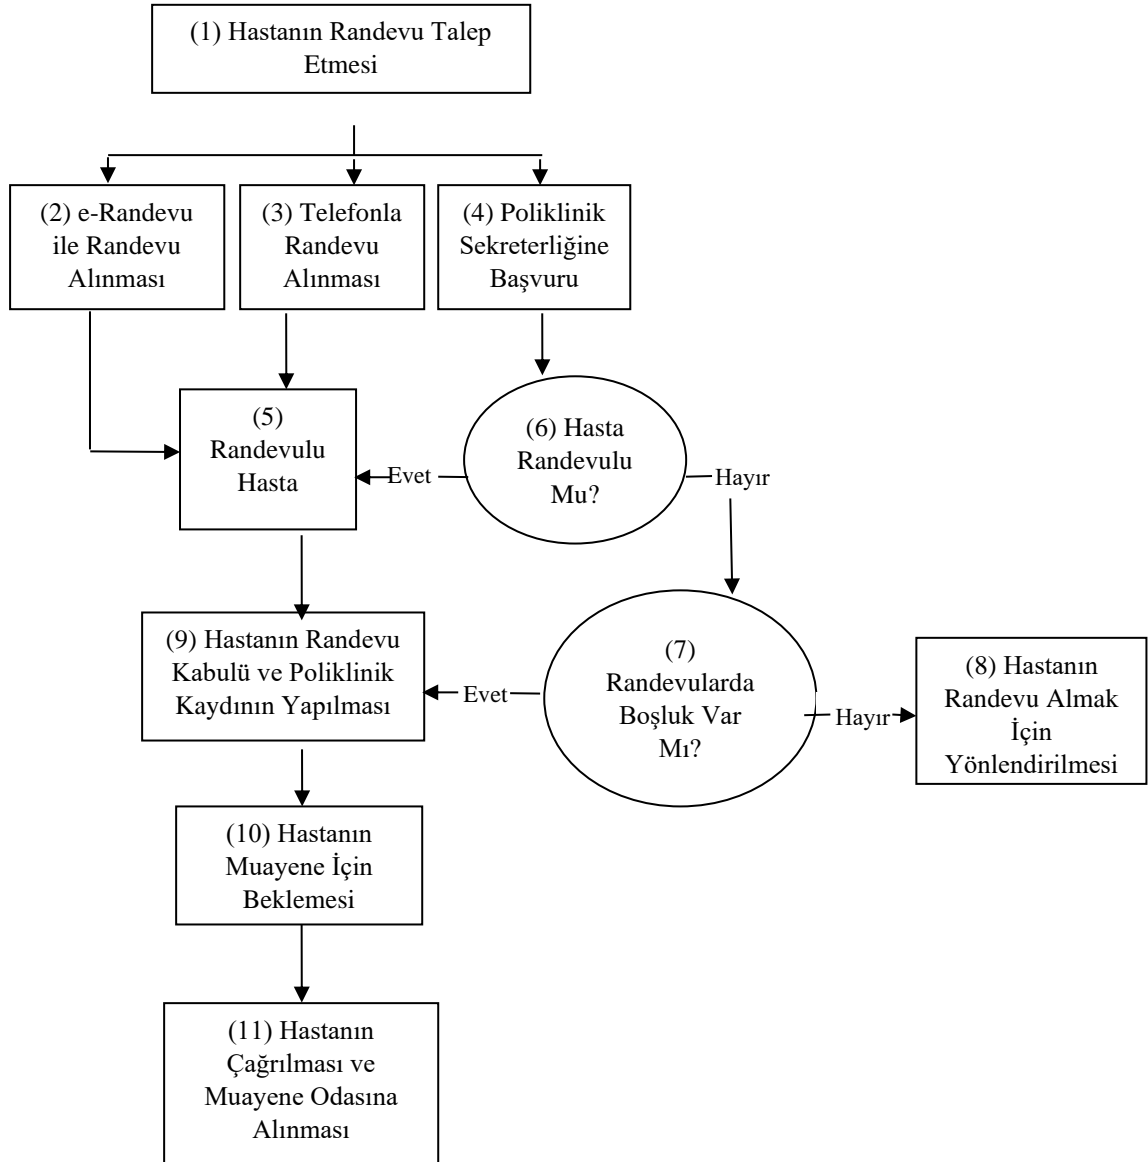 (1) Hastanın Randevu Talep
Etmesi
(2) e-Randevu
ile Randevu
Alınması
(3) Telefonla
Randevu
Alınması
(4) Poliklinik
Sekreterliğine
Başvuru
(5)
Randevulu
Hasta
Evet
(6) Hasta
Randevulu
Mu?
Hayır
(9) Hastanın Randevu
Kabulü ve Poliklinik
Kaydının Yapılması
Evet
(7)
Randevularda
Boşluk Var
Mı?
Hayır
(8) Hastanın
Randevu Almak
İçin
Yönlendirilmesi
(10) Hastanın
Muayene İçin
Beklemesi
(11) Hastanın
Çağrılması ve
Muayene Odasına
Alınması